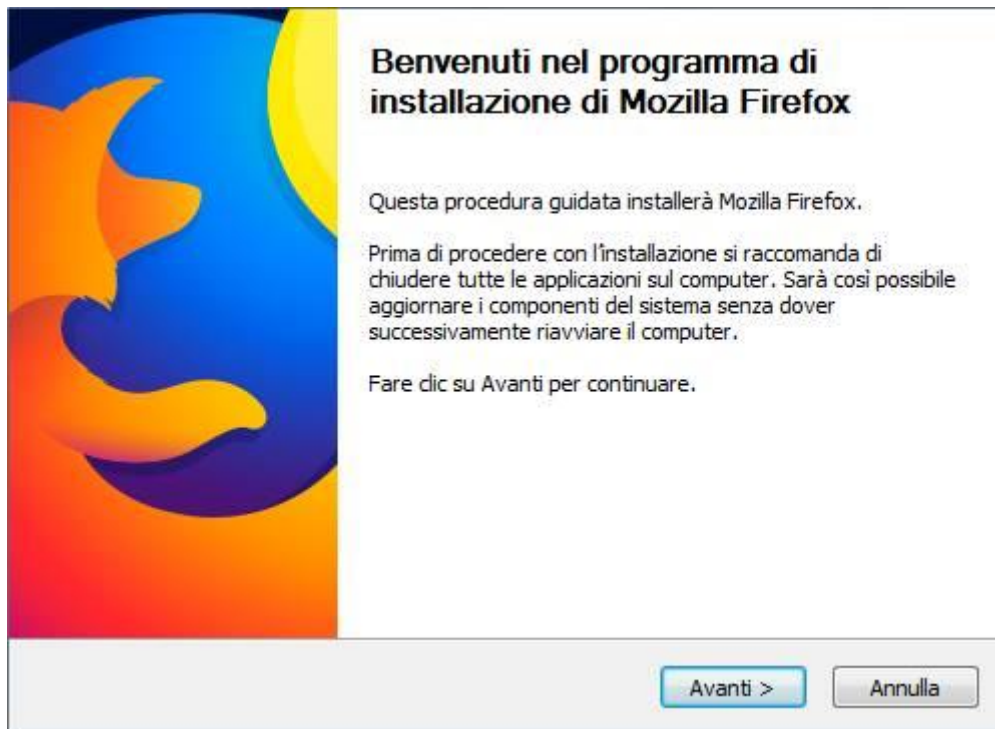 Benvenuti nel programma di
installazione di Mozilla Firefox
Questa procedura guidata installerà Mozilla Firefox.
Prima di procedere con l'installazione si raccomanda di
chiudere tutte le applicazioni sul computer. Sarà così possibile
aggiornare i componenti del sistema senza dover
successivamente riavviare il computer.
Fare clic su Avanti per continuare.
Avanti >
Annulla